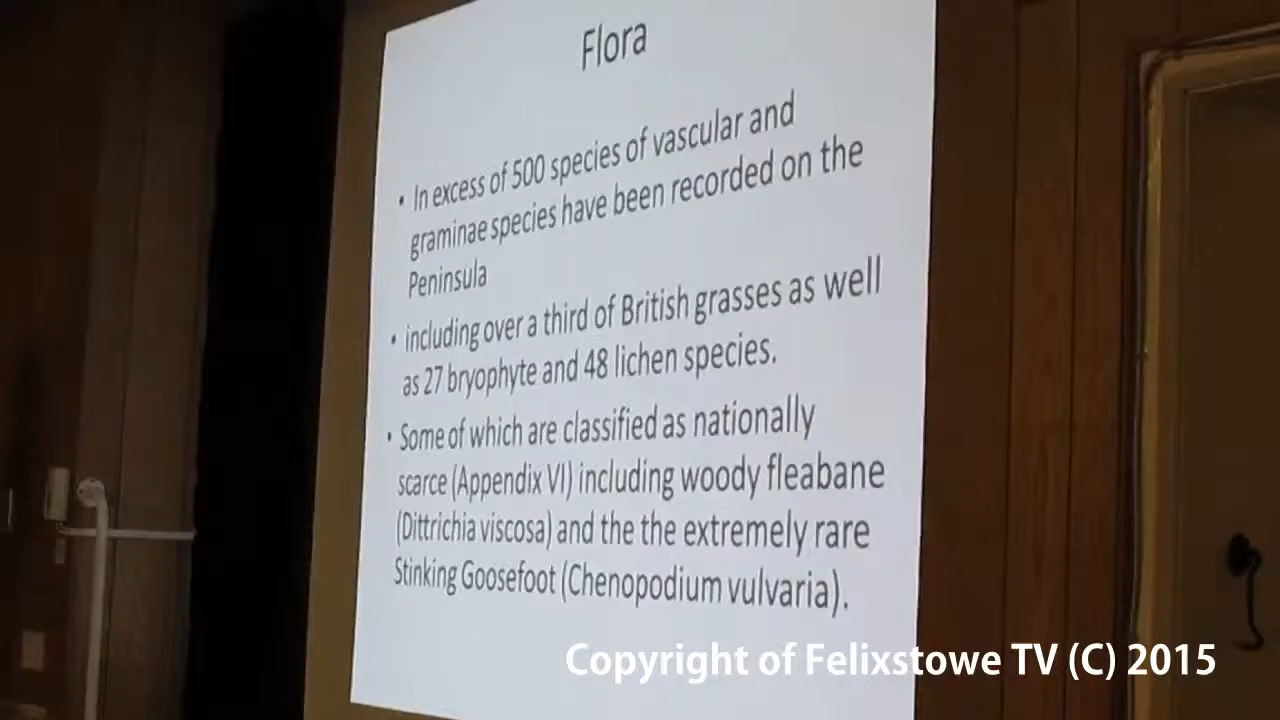 Flora
• In excess of 500 species of vascular and
graminae species have been recorded on the
Peninsula
• including over a third of British grasses as well
as 27 bryophyte and 48 lichen species.
• Some of which are classified as nationally
scarce (Appendix VI) including woody fleabane
(Dittrichia viscosa) and the the extremely rare
Stinking Goosefoot (Chenopodium vulvaria).
Copyright of Felixstowe TV (C) 2015